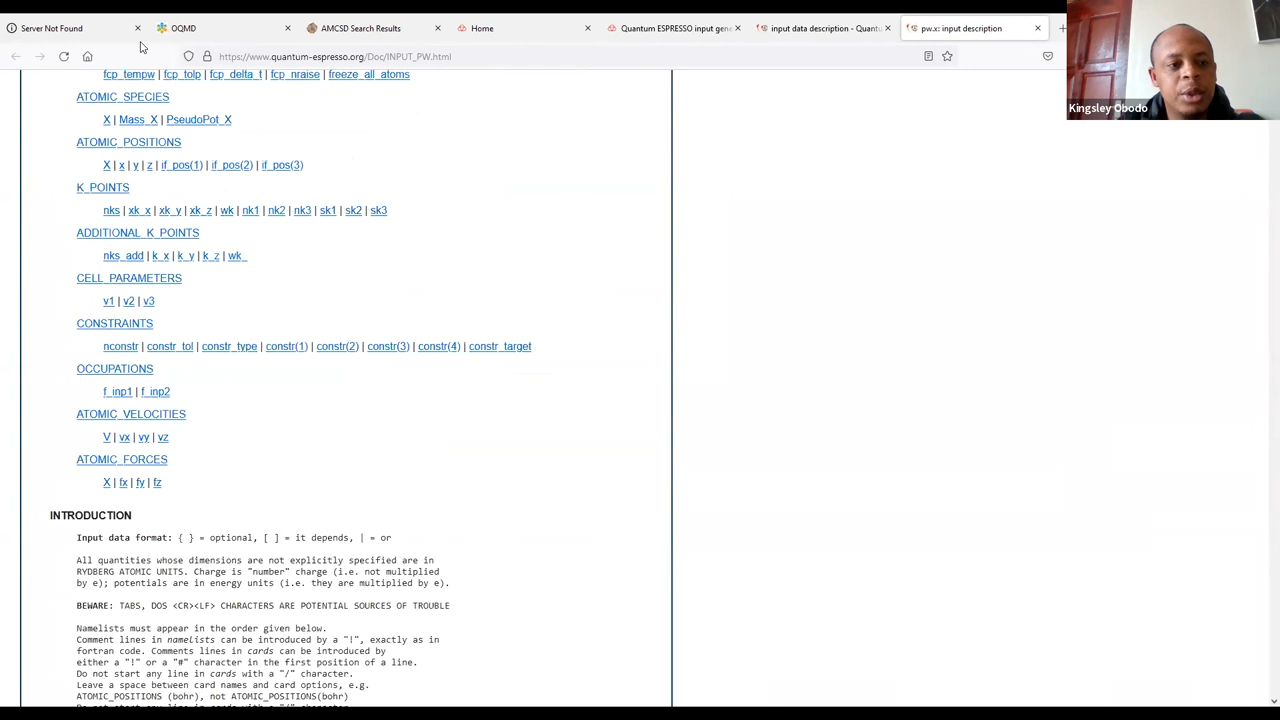 Server Not Found
OQMD
AMCSD Search Results
Home
Quantum ESPRESSO input gene
input data description - Quantu
pw.x: input description
https://www.quantum-espresso.org/Doc/INPUT_PW.html
Kingsley Obodo
fcp_tempw | fcp_tolp | fcp_delta_t | fcp_nraise | freeze_all_atoms
ATOMIC_SPECIES
X | Mass_X | PseudoPot_X
ATOMIC_POSITIONS
X | x | y | z | if_pos(1) | if_pos(2) | if_pos(3)
K_POINTS
nks | xk_x | xk_y | xk_z | wk | nk1 | nk2 | nk3 | sk1 | sk2 | sk3
ADDITIONAL_K_POINTS
nks_add | k_x | k_y | k_z | wk_
CELL_PARAMETERS
v1 | v2 | v3
CONSTRAINTS
nconstr | constr_tol | constr_type | constr(1) | constr(2) | constr(3) | constr(4) | constr_target
OCCUPATIONS
f_inp1 | f_inp2
ATOMIC_VELOCITIES
V | vx | vy | vz
ATOMIC_FORCES
X | fx | fy | fz
INTRODUCTION
Input data format: { } = optional, [ ] = it depends, | = or
All quantities whose dimensions are not explicitly specified are in
RYDBERG ATOMIC UNITS. Charge is "number" charge (i.e. not multiplied
by e); potentials are in energy units (i.e. they are multiplied by e).
BEWARE: TABS, DOS <CR><LF> CHARACTERS ARE POTENTIAL SOURCES OF TROUBLE
Namelists must appear in the order given below.
Comment lines in namelists can be introduced by a "!", exactly as in
fortran code. Comments lines in cards can be introduced by
either a "!" or a "#" character in the first position of a line.
Do not start any line in cards with a "/" character.
Leave a space between card names and card options, e.g.
ATOMIC_POSITIONS (bohr), not ATOMIC_POSITIONS(bohr)